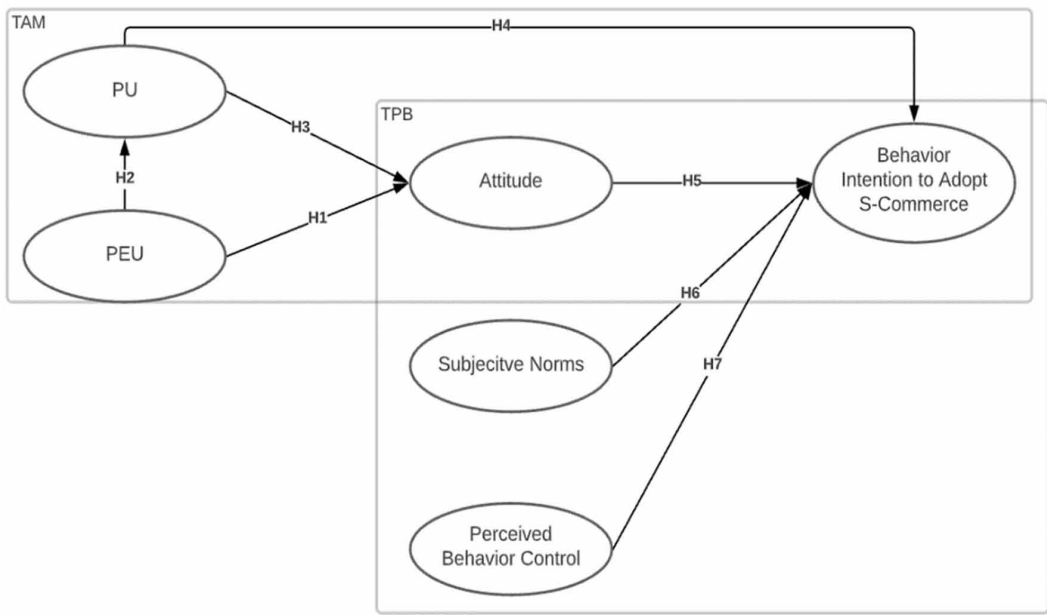 TAM
H4
PU
H3
TPB
H2
Attitude
H5
Behavior
Intention to Adopt
S-Commerce
H1
PEU
H6
Subjecitve Norms
H7
Perceived
Behavior Control